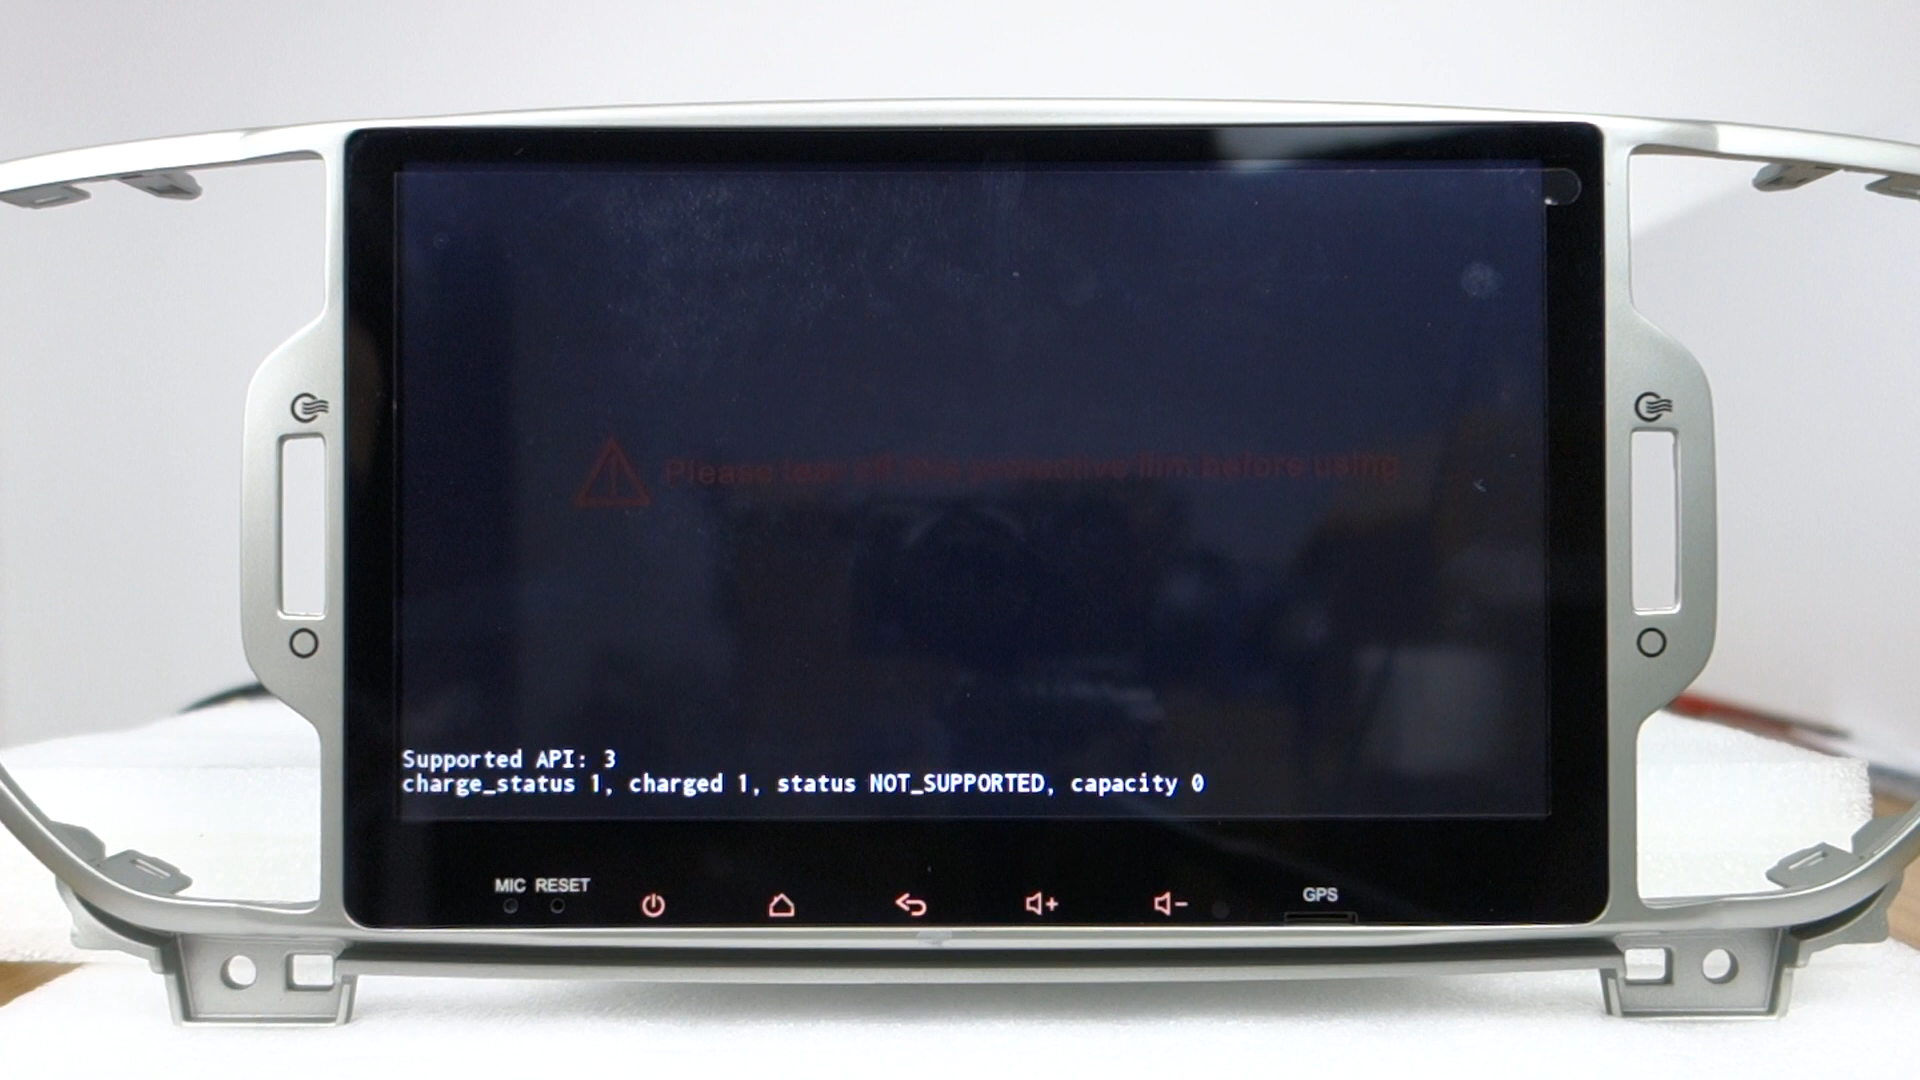 Please tear off this protective film before using
Supported API: 3
charge_status 1, charged 1, status NOT_SUPPORTED, capacity 0
MIC RESET
GPS